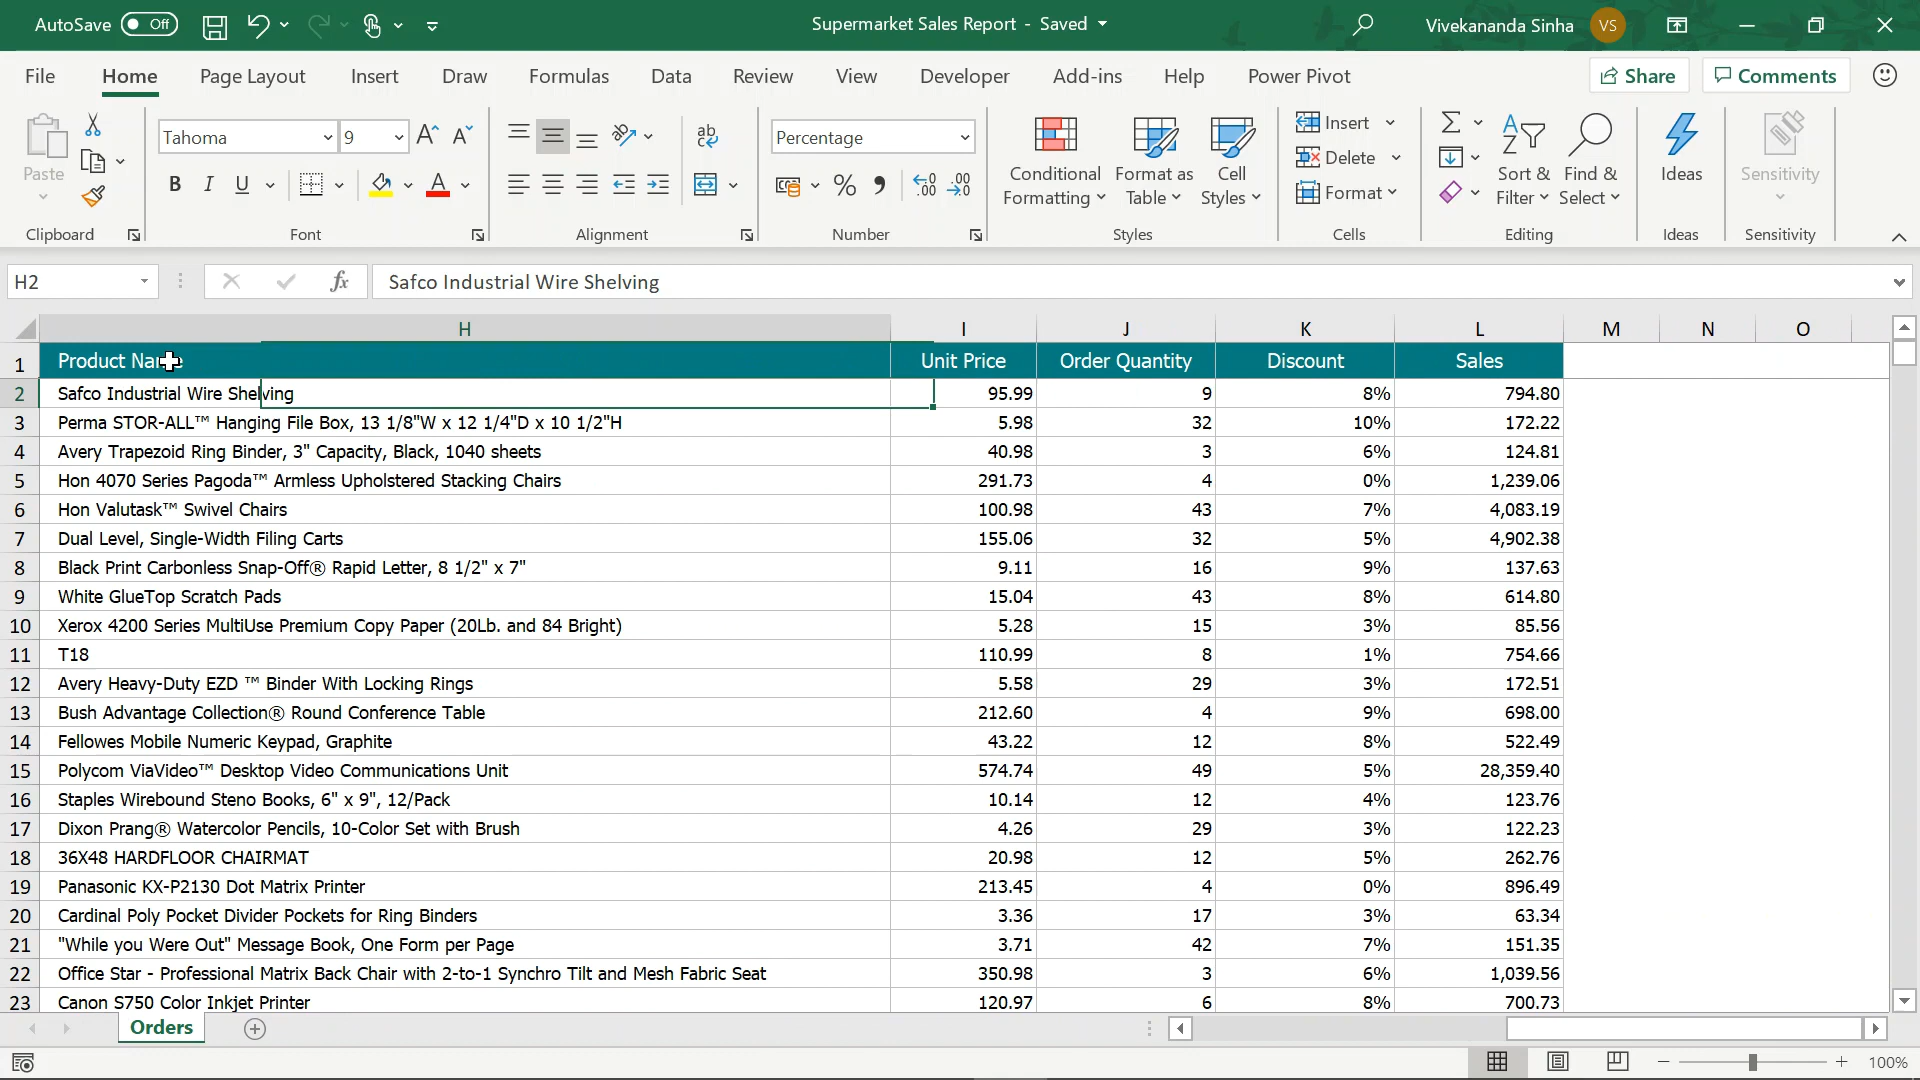 AutoSave Off Supermarket Sales Report - Saved Vivekananda Sinha VS
File Home Page Layout Insert Draw Formulas Data Review View Developer Add-ins Help Power Pivot Share Comments
Tahoma 9 A A ab c Percentage Insert Σ A Z
Paste B I U A % 9 .00 .00 Conditional Formatting Format as Table Cell Styles Delete Format Sort & Filter Find & Select Ideas Sensitivity
Clipboard Font Alignment Number Styles Cells Editing Ideas Sensitivity
H2 fx Safco Industrial Wire Shelving
H I J K L M N O
1 Product Name Unit Price Order Quantity Discount Sales
2 Safco Industrial Wire Shelving 95.99 9 8% 794.80
3 Perma STOR-ALL™ Hanging File Box, 13 1/8"W x 12 1/4"D x 10 1/2"H 5.98 32 10% 172.22
4 Avery Trapezoid Ring Binder, 3" Capacity, Black, 1040 sheets 40.98 3 6% 124.81
5 Hon 4070 Series Pagoda™ Armless Upholstered Stacking Chairs 291.73 4 0% 1,239.06
6 Hon Valutask™ Swivel Chairs 100.98 43 7% 4,083.19
7 Dual Level, Single-Width Filing Carts 155.06 32 5% 4,902.38
8 Black Print Carbonless Snap-Off® Rapid Letter, 8 1/2" x 7" 9.11 16 9% 137.63
9 White GlueTop Scratch Pads 15.04 43 8% 614.80
10 Xerox 4200 Series MultiUse Premium Copy Paper (20Lb. and 84 Bright) 5.28 15 3% 85.56
11 T18 110.99 8 1% 754.66
12 Avery Heavy-Duty EZD ™ Binder With Locking Rings 5.58 29 3% 172.51
13 Bush Advantage Collection® Round Conference Table 212.60 4 9% 698.00
14 Fellowes Mobile Numeric Keypad, Graphite 43.22 12 8% 522.49
15 Polycom ViaVideo™ Desktop Video Communications Unit 574.74 49 5% 28,359.40
16 Staples Wirebound Steno Books, 6" x 9", 12/Pack 10.14 12 4% 123.76
17 Dixon Prang® Watercolor Pencils, 10-Color Set with Brush 4.26 29 3% 122.23
18 36X48 HARDFLOOR CHAIRMAT 20.98 12 5% 262.76
19 Panasonic KX-P2130 Dot Matrix Printer 213.45 4 0% 896.49
20 Cardinal Poly Pocket Divider Pockets for Ring Binders 3.36 17 3% 63.34
21 "While you Were Out" Message Book, One Form per Page 3.71 42 7% 151.35
22 Office Star - Professional Matrix Back Chair with 2-to-1 Synchro Tilt and Mesh Fabric Seat 350.98 3 6% 1,039.56
23 Canon S750 Color Inkjet Printer 120.97 6 8% 700.73
Orders
100%